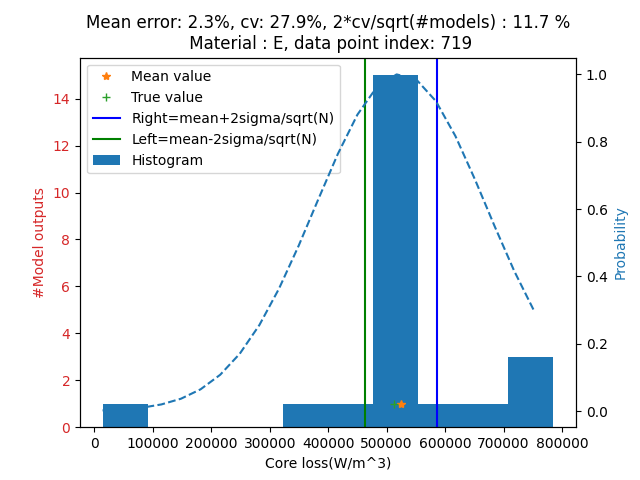 Mean error: 2.3%, cv: 27.9%, 2*cv/sqrt(#models) : 11.7 %
Material : E, data point index: 719
Mean value
True value
Right=mean+2sigma/sqrt(N)
Left=mean-2sigma/sqrt(N)
Histogram
#Model outputs
14
12
10
8
6
4
2
0
1.0
0.8
0.6
0.4
0.2
0.0
Probability
0 100000 200000 300000 400000 500000 600000 700000 800000
Core loss(W/m^3)